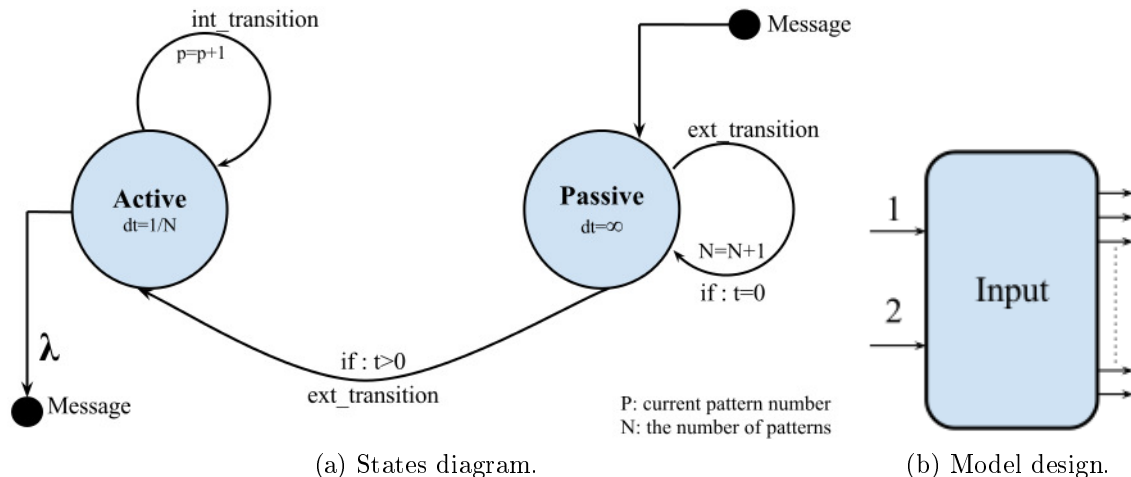 int_transition
p=p+1
Message
ext_transition
Active
dt=1/N
Passive
dt=∞
N=N+1
if : t=0
λ
if : t>0
ext_transition
Message
P: current pattern number
N: the number of patterns
(a) States diagram.
1
2
Input
(b) Model design.